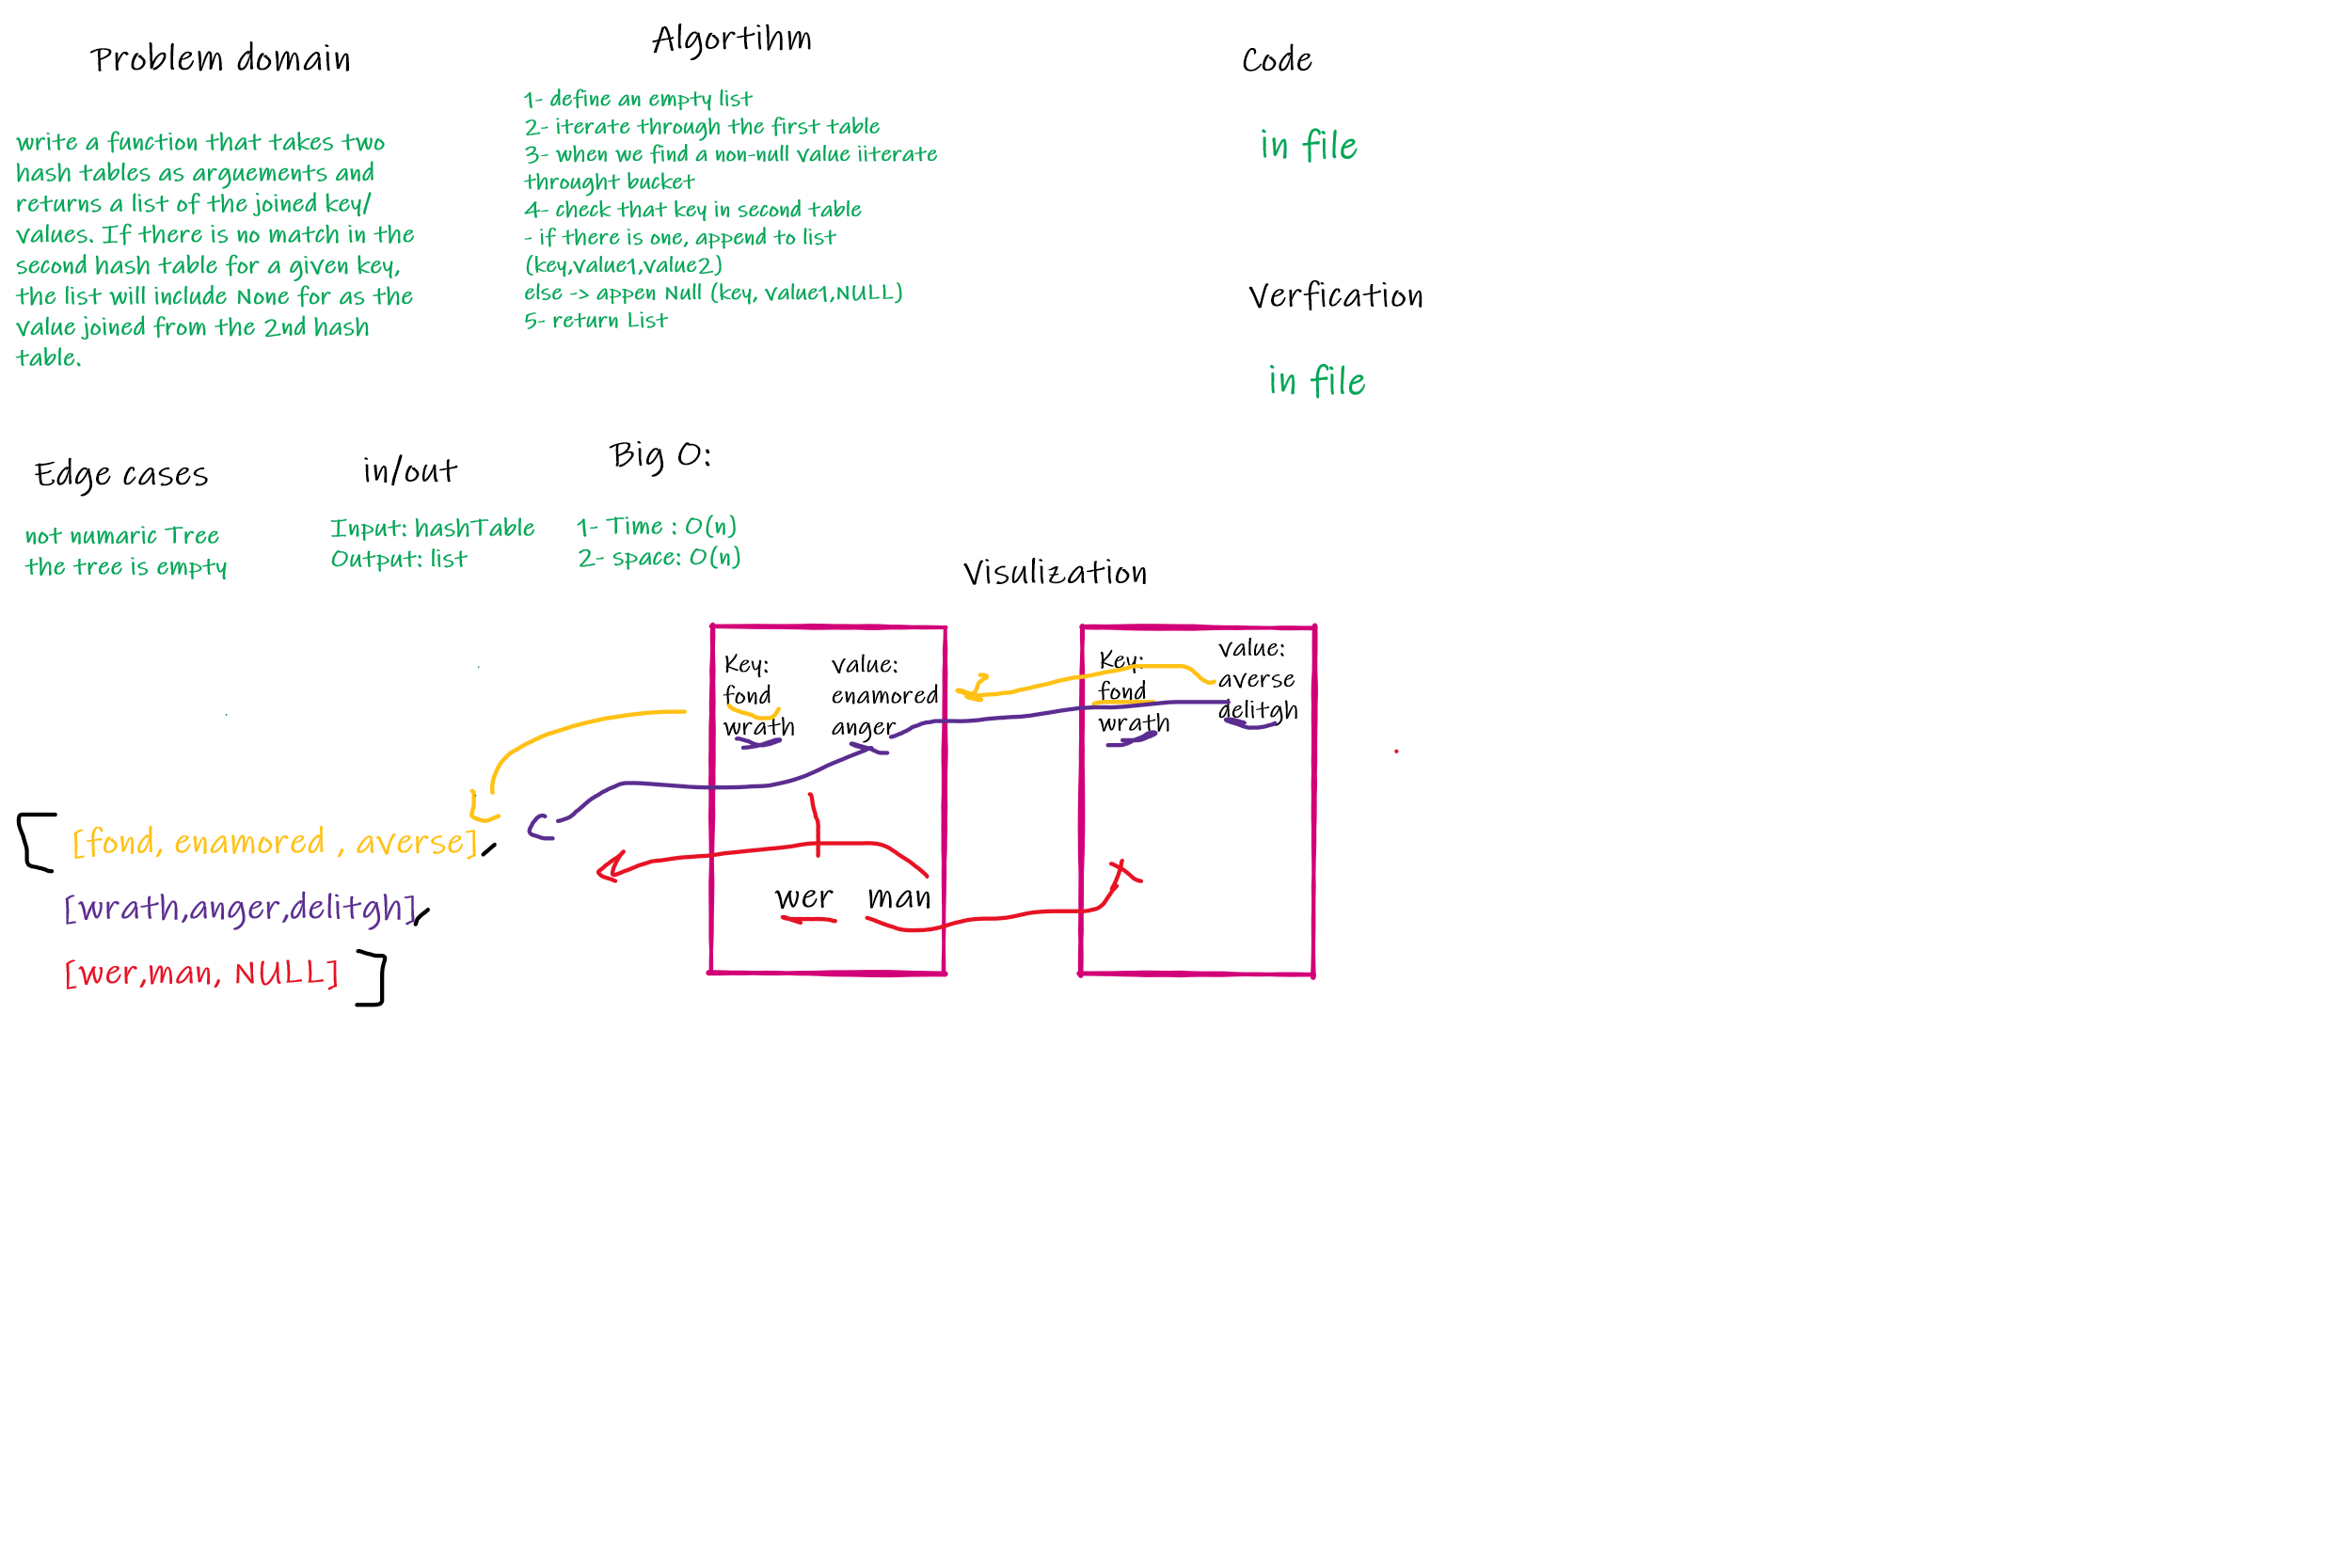 Problem domain
write a function that takes two
hash tables as arguements and
returns a list of the joined key/
values. If there is no match in the
second hash table for a given key,
the list will include None for as the
value joined from the 2nd hash
table.
Algortihm
1- define an empty list
2- iterate through the first table
3- when we find a non-null value iiterate
throught bucket
4- check that key in second table
- if there is one, append to list
(key,value1,value2)
else -> appen Null (key, value1,NULL)
5- return List
Code
in file
Verfication
in file
Edge cases
not numaric Tree
the tree is empty
in/out
Input: hashTable
Output: list
Big O:
1- Time : O(n)
2- space: O(n)
Visulization
Key:
fond
wrath
value:
enamored
anger
wer man
Key:
fond
wrath
value:
averse
delitgh
[ [fond, enamored , averse],
[wrath,anger,delitgh],
[wer,man, NULL] ]